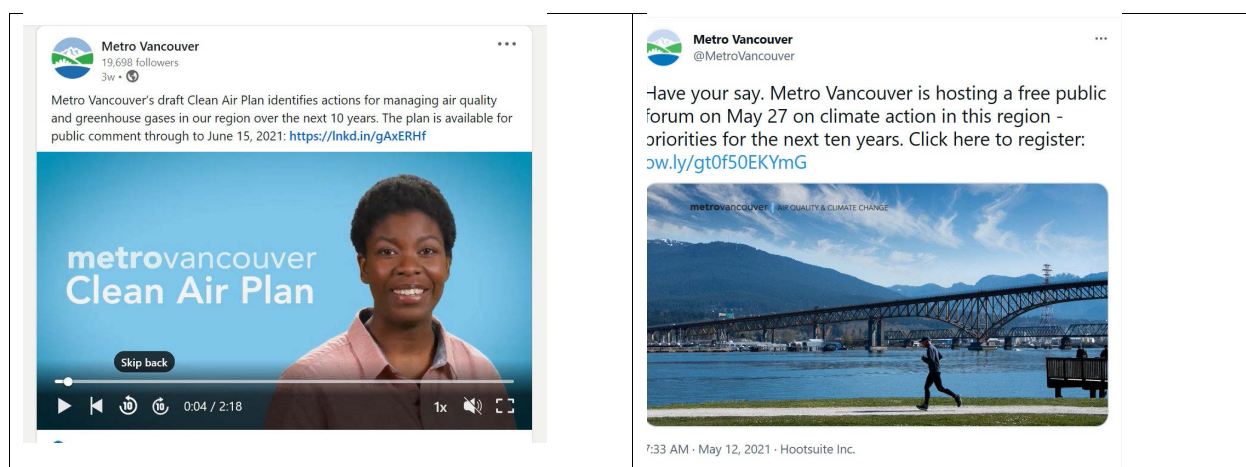 Metro Vancouver
19,698 followers
3w •
Metro Vancouver's draft Clean Air Plan identifies actions for managing air quality
and greenhouse gases in our region over the next 10 years. The plan is available for
public comment through to June 15, 2021: https://lnkd.in/gAxERHf
metrovancouver
Clean Air Plan
Skip back
10 10 0:04 / 2:18 1x
Metro Vancouver
@MetroVancouver
Have your say. Metro Vancouver is hosting a free public
forum on May 27 on climate action in this region -
priorities for the next ten years. Click here to register:
ow.ly/gt0f50EKYmG
metrovancouver | AIR QUALITY & CLIMATE CHANGE
7:33 AM · May 12, 2021 · Hootsuite Inc.